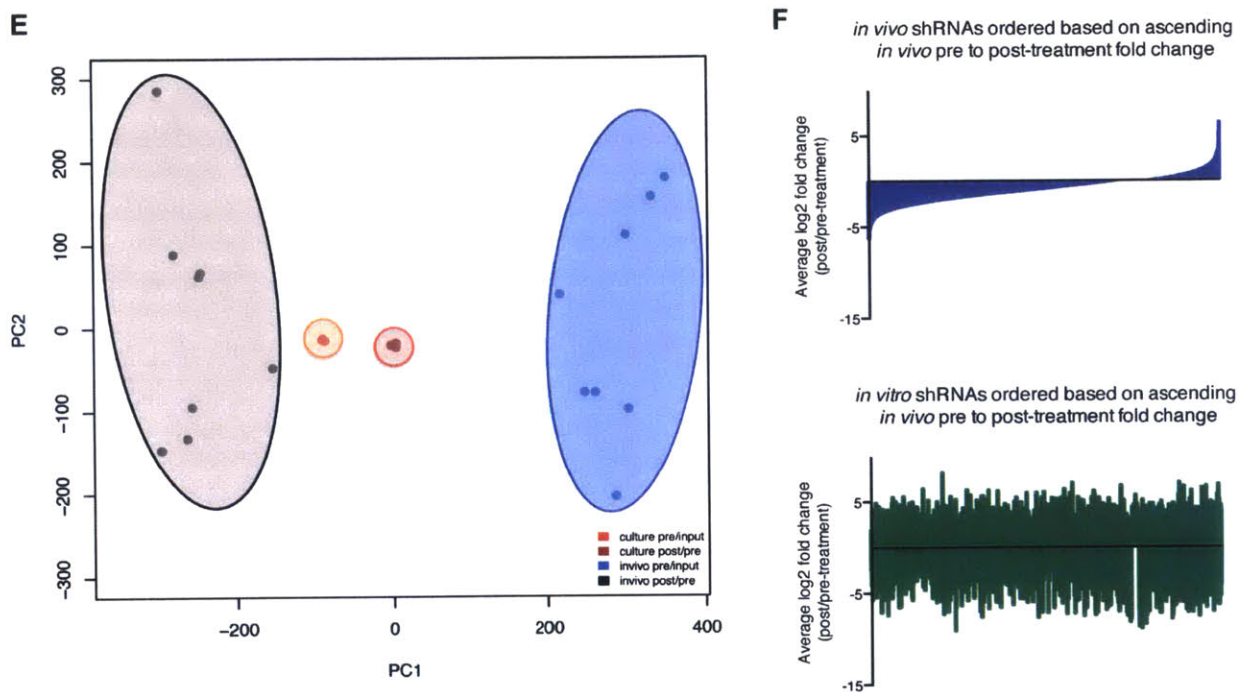 E
300
200
100
0
-100
-200
-300
PC2
-200
0
200
400
PC1
culture pre/input
culture post/pre
invivo pre/input
invivo post/pre
F
in vivo shRNAs ordered based on ascending
in vivo pre to post-treatment fold change
Average log2 fold change
(post/pre-treatment)
5
-5
-15
in vitro shRNAs ordered based on ascending
in vivo pre to post-treatment fold change
Average log2 fold change
(post/pre-treatment)
5
-5
-15